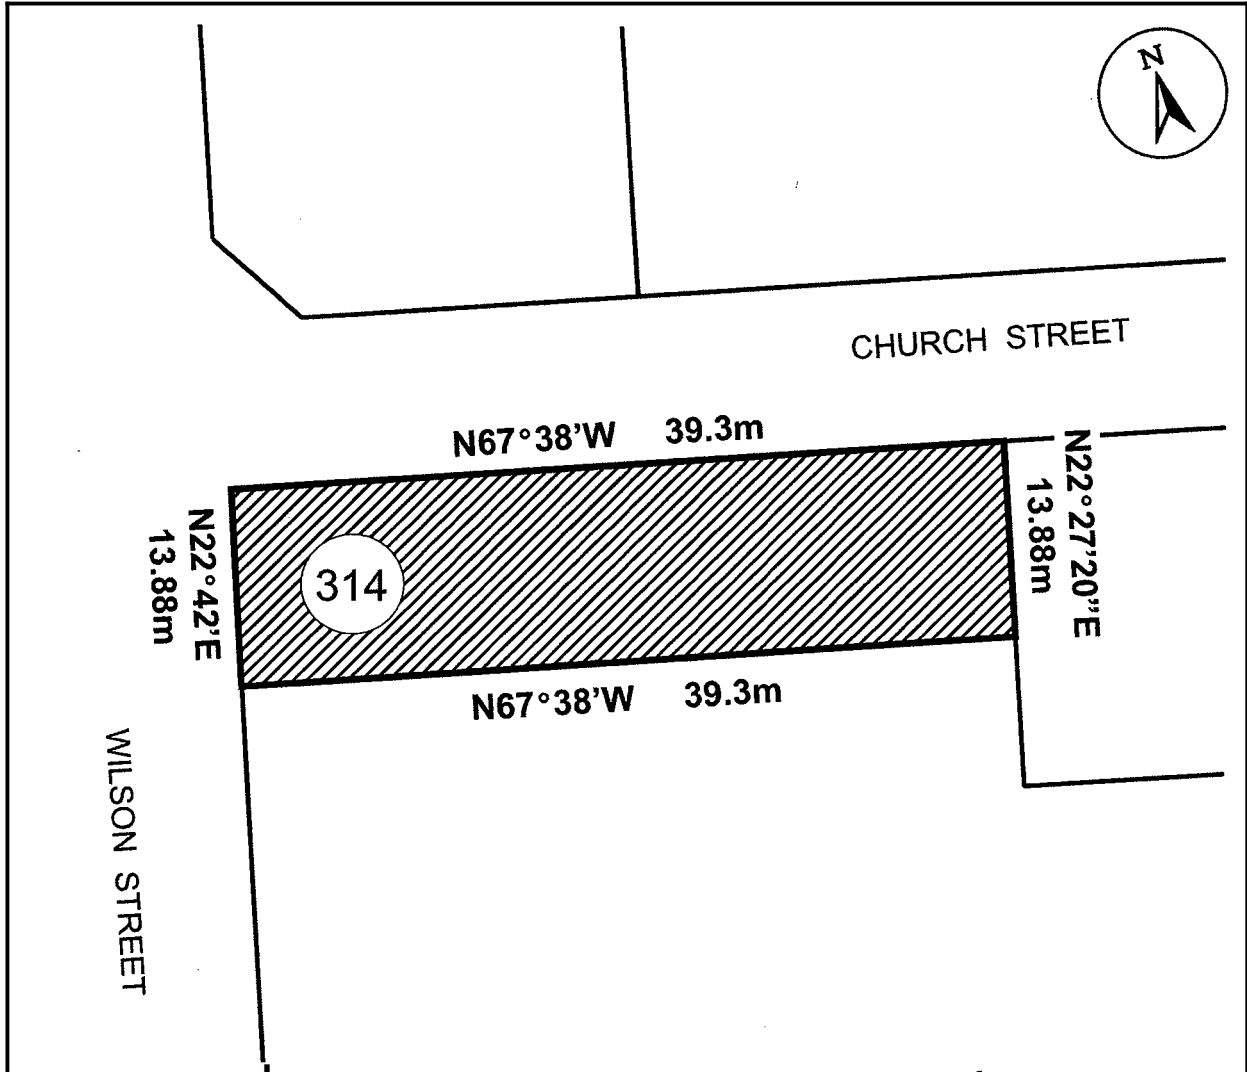 N
CHURCH STREET
N67°38’W 39.3m
N22°42’E
13.88m
N22°27’20”E
13.88m
314
N67°38’W 39.3m
WILSON STREET